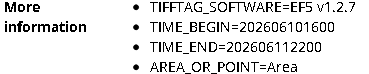 More information
• TIFFTAG_SOFTWARE=EF5 v1.2.7
• TIME_BEGIN=202606101600
• TIME_END=202606112200
• AREA_OR_POINT=Area